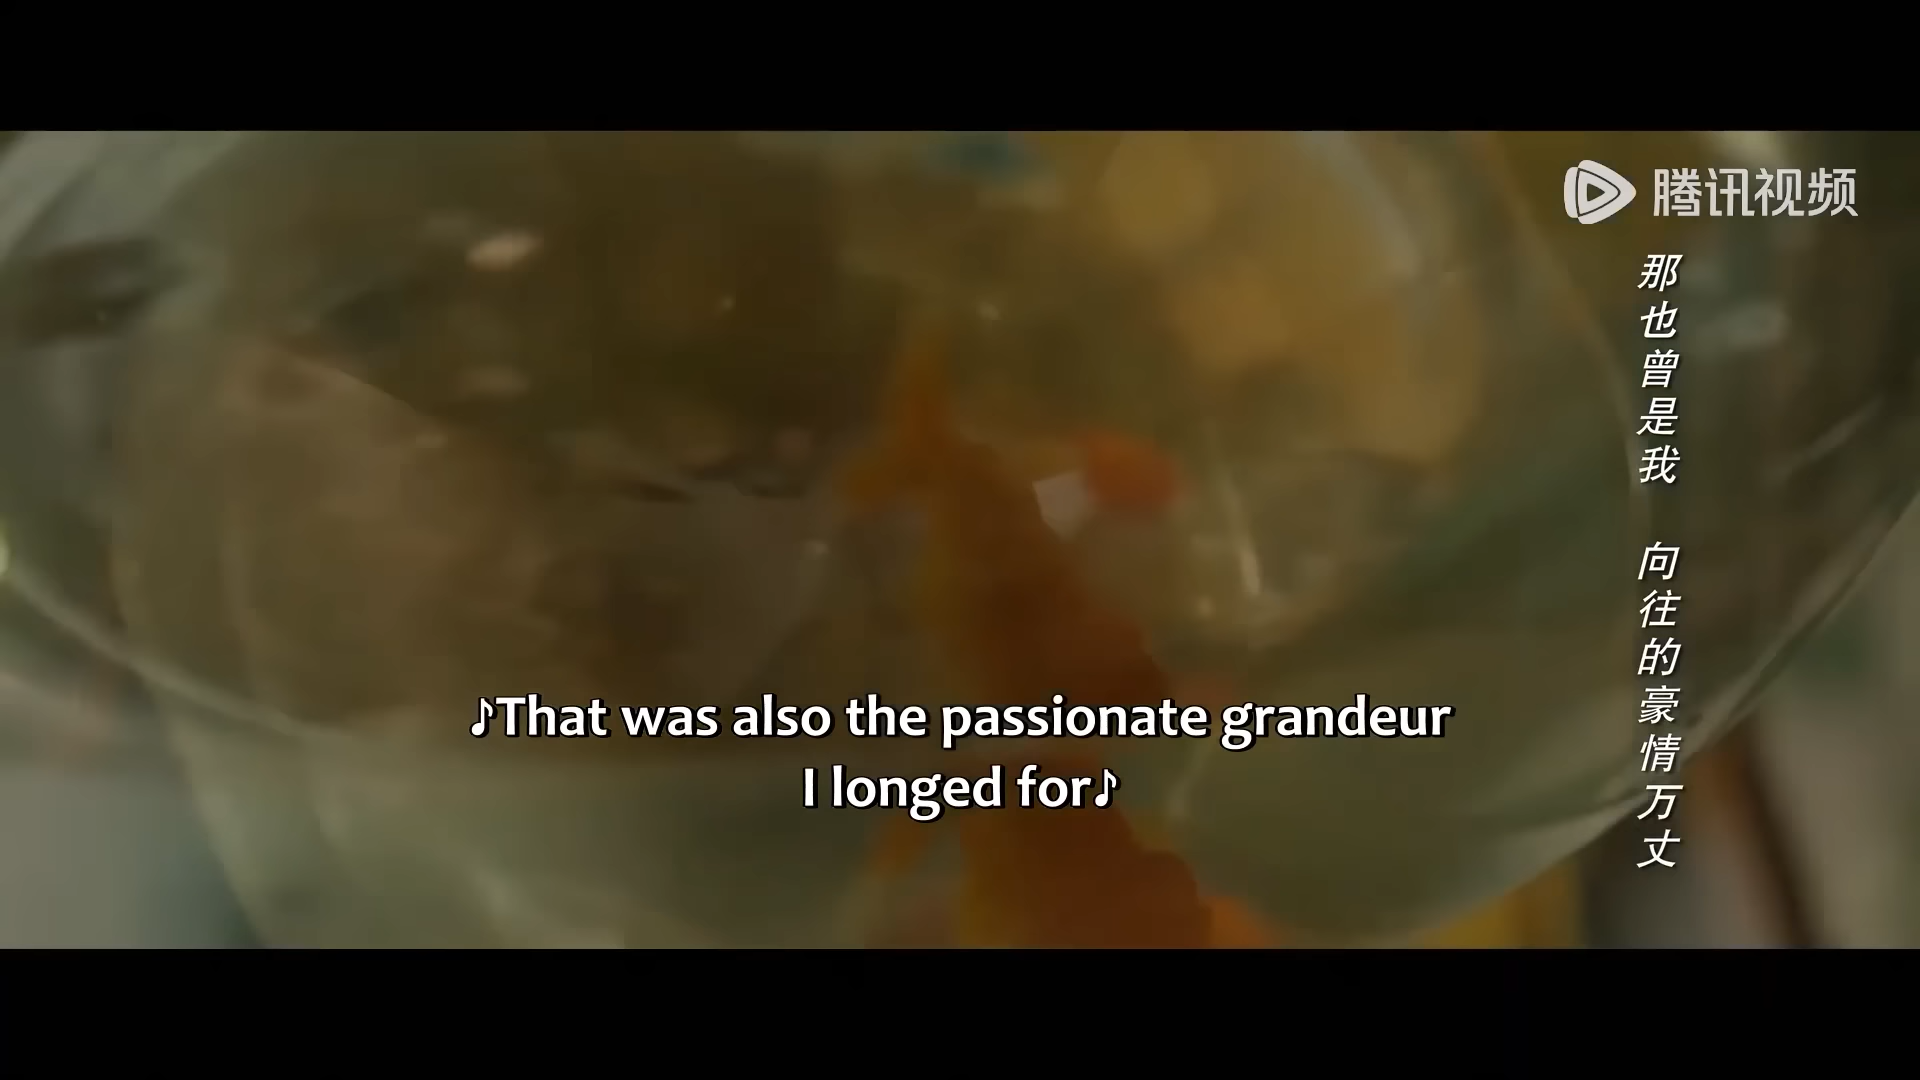 腾讯视频
那也曾是我 向往的豪情万丈
♪That was also the passionate grandeur
I longed for♪